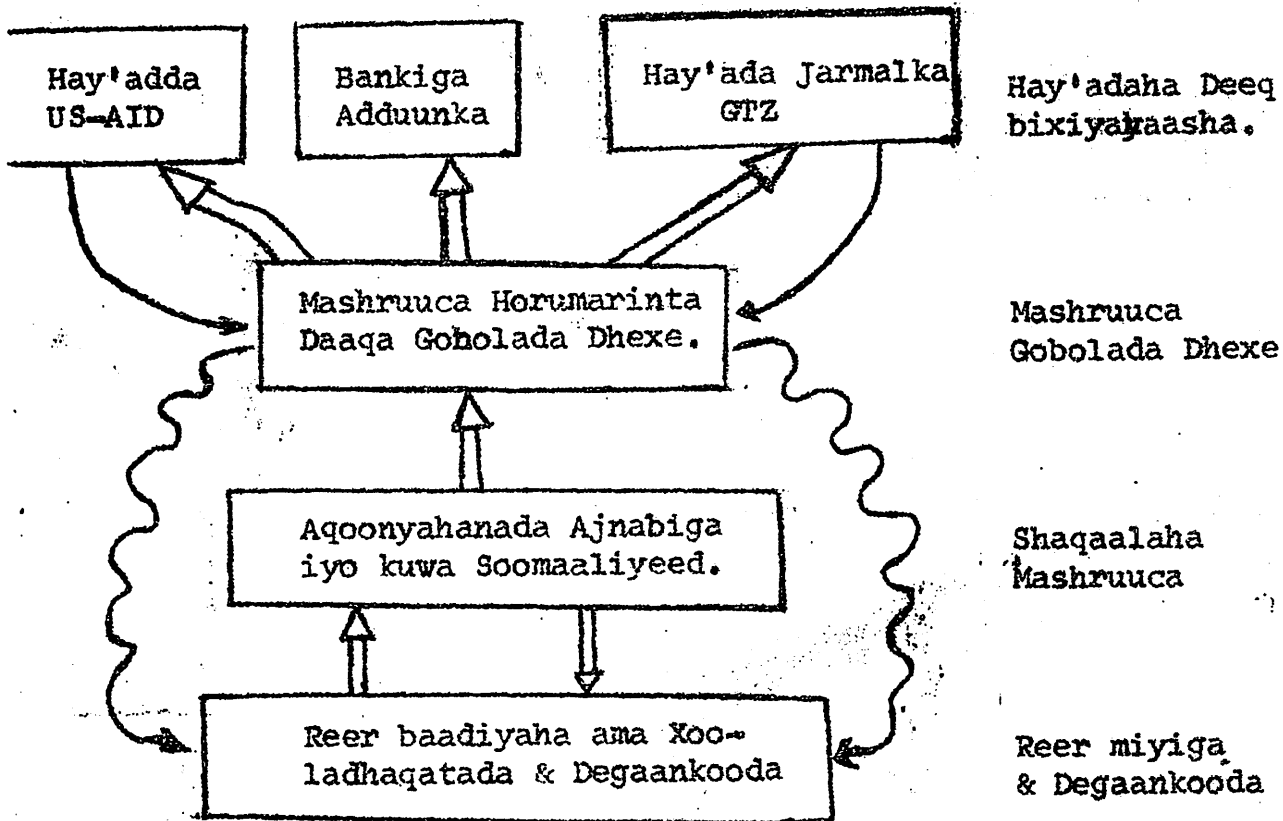 Hay'adda
US-AID
Bankiga
Adduunka
Hay'ada Jarmalka
GTZ
Hay'adaha Deeq
bixiyayaasha.
Mashruuca Horumarinta
Daaqa Gobolada Dhexe.
Mashruuca
Gobolada Dhexe
Aqoonyahanada Ajnabiga
iyo kuwa Soomaaliyeed.
Shaqaalaha
Mashruuca
Reer baadiyaha ama Xoo-
ladhaqatada & Degaankooda
Reer miyiga
& Degaankooda